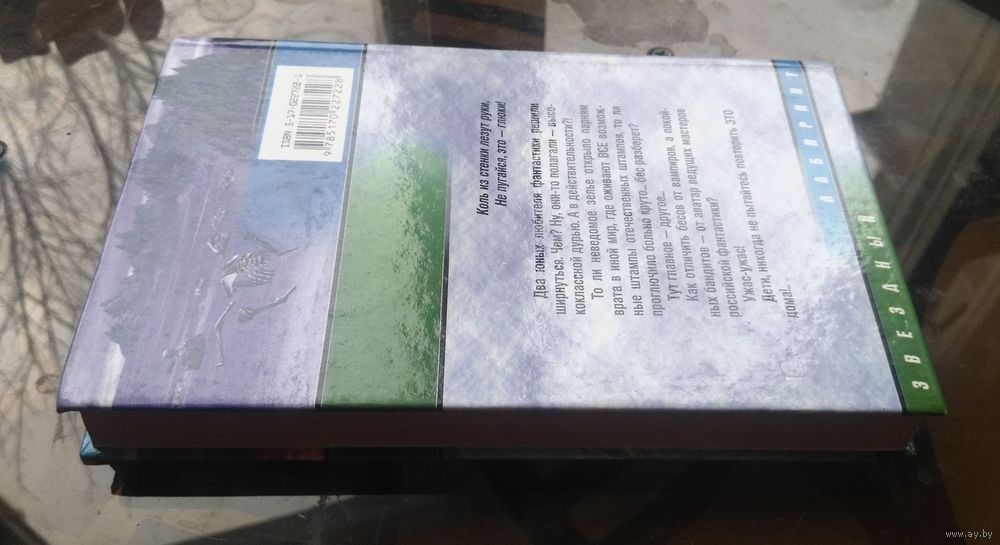 ЗВЕЗДНЫЙ ЛАБИРИНТ
Коль из стенки лезут руки,
Не пугайся, это – глюки!
Два юных любителя фантастики решили
ширнуться. Чем? Ну, они-то полагали – высо-
коклассной дурью. А в действительности?!
То ли неведомое зелье открыло парням
врата в иной мир, где оживают ВСЕ возмож-
ные штампы отечественных штампов, то ли
проглючило больно круто... бес разберет?
Тут главное – другое...
Как отличить бесов от вампиров, а покой-
ных бандитов – от аватар ведущих мастеров
российской фантастики?
Ужас-ужас!
Дети, никогда не пытайтесь повторить ЭТО
дома!..
ISBN 5-17-022722-1
9 785170 227228
www.ay.by